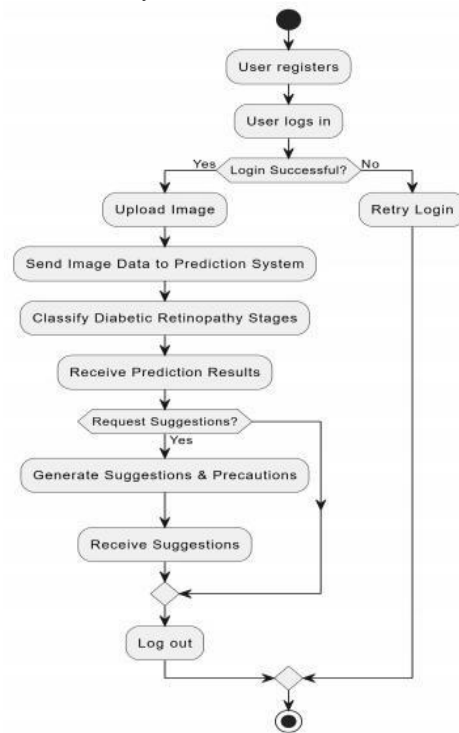 User registers
User logs in
Yes
Login Successful?
No
Upload Image
Retry Login
Send Image Data to Prediction System
Classify Diabetic Retinopathy Stages
Receive Prediction Results
Request Suggestions?
Yes
Generate Suggestions & Precautions
Receive Suggestions
Log out